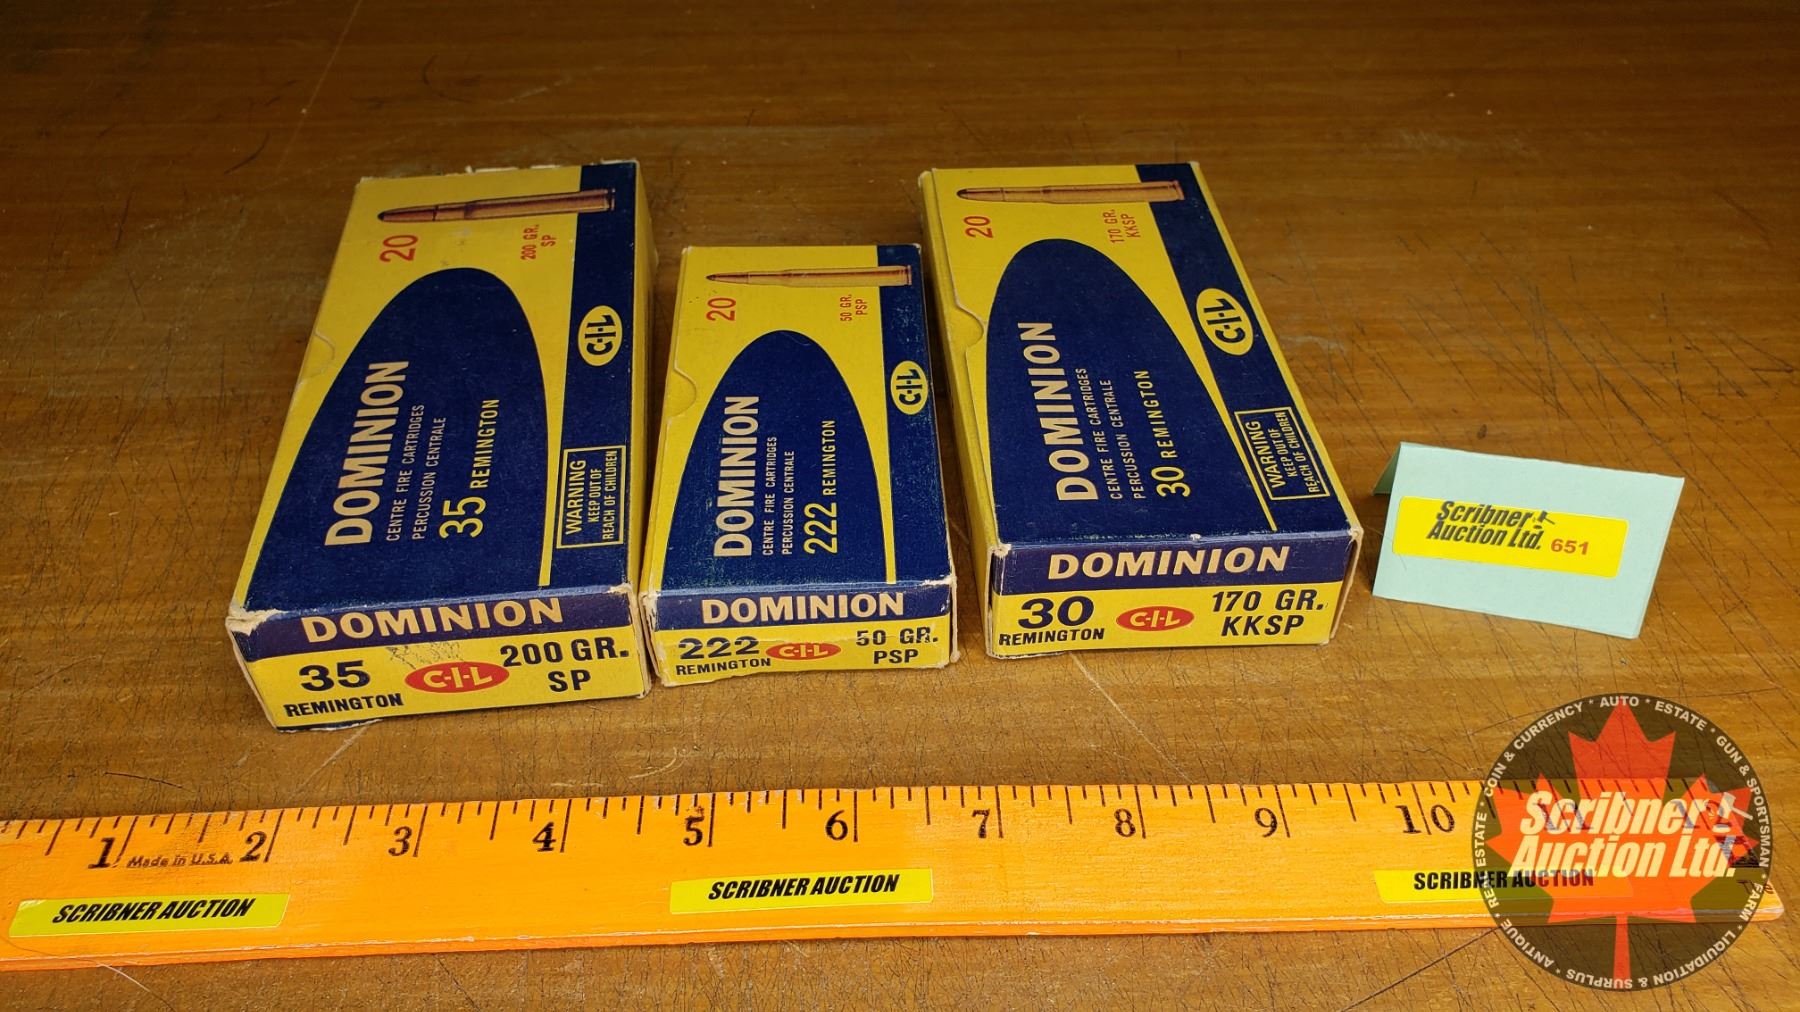 20
200 GR.
SP
C-I-L
DOMINION
CENTRE FIRE CARTRIDGES
PERCUSSION CENTRALE
35 REMINGTON
WARNING
KEEP OUT OF
REACH OF CHILDREN
DOMINION
35
REMINGTON
C-I-L
200 GR.
SP
20
50 GR.
PSP
C-I-L
DOMINION
CENTRE FIRE CARTRIDGES
PERCUSSION CENTRALE
222 REMINGTON
DOMINION
222
REMINGTON
C-I-L
50 GR.
PSP
20
170 GR.
KKSP
C-I-L
DOMINION
CENTRE FIRE CARTRIDGES
PERCUSSION CENTRALE
30 REMINGTON
WARNING
KEEP OUT OF
REACH OF CHILDREN
DOMINION
30
REMINGTON
C-I-L
170 GR.
KKSP
Scribner
Auction Ltd. 651
1 2 3 4 5 6 7 8 9 10 11 12
Made in U.S.A.
SCRIBNER AUCTION
SCRIBNER AUCTION
SCRIBNER AUCTION
Scribner
Auction Ltd.
ANTIQUE * REAL ESTATE * COIN & CURRENCY * AUTO * ESTATE * GUN & SPORTSMAN * FARM * LIQUIDATION & SURPLUS *